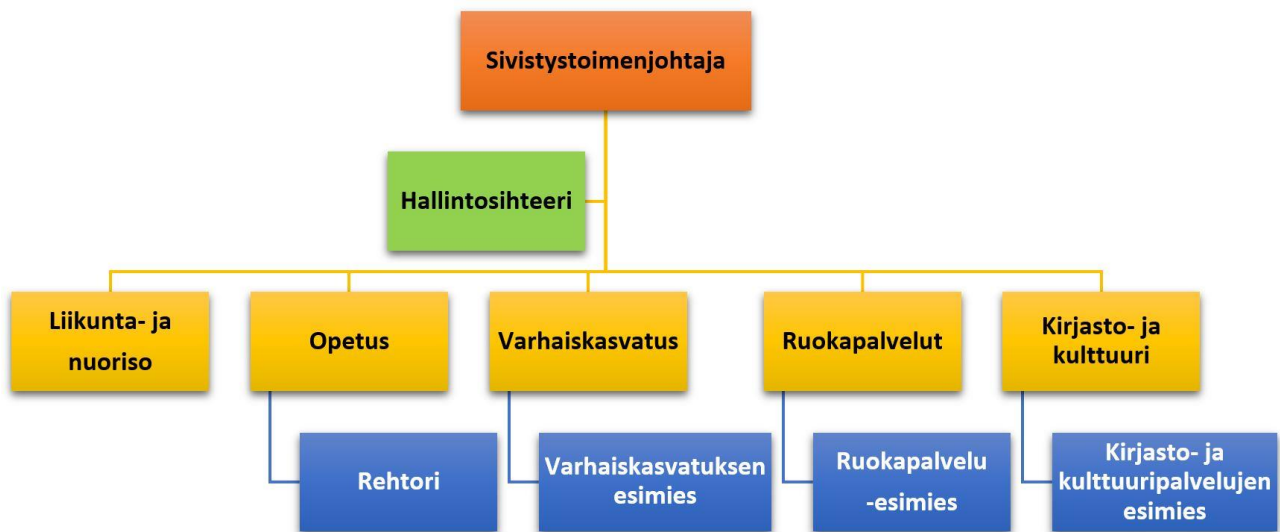 Sivistystoimenjohtaja
Hallintosihteeri
Liikunta- ja
nuoriso
Opetus
Varhaiskasvatus
Ruokapalvelut
Kirjasto- ja
kulttuuri
Rehtori
Varhaiskasvatuksen
esimies
Ruokapalvelu
-esimies
Kirjasto- ja
kulttuuripalvelujen
esimies